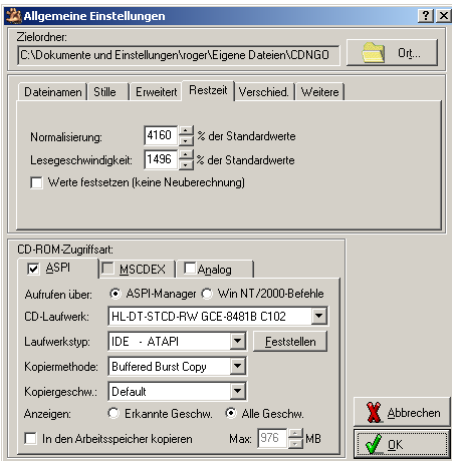 Allgemeine Einstellungen
Zielordner:
C:\Dokumente und Einstellungen\roger\Eigene Dateien\CDNGO
Ort...
Dateinamen Stille Erweitert Restzeit Verschied. Weitere
Normalisierung: 4160 % der Standardwerte
Lesegeschwindigkeit: 1496 % der Standardwerte
Werte festsetzen (keine Neuberechnung)
CD-ROM-Zugriffsart:
ASPI MSCDEX Analog
Aufrufen über: ASPI-Manager Win NT/2000-Befehle
CD-Laufwerk: HL-DT-STCD-RW GCE-8481B C102
Laufwerkstyp: IDE - ATAPI Feststellen
Kopiermethode: Buffered Burst Copy
Kopiergeschw.: Default
Anzeigen: Erkannte Geschw. Alle Geschw.
In den Arbeitsspeicher kopieren Max: 976 MB
Abbrechen
OK